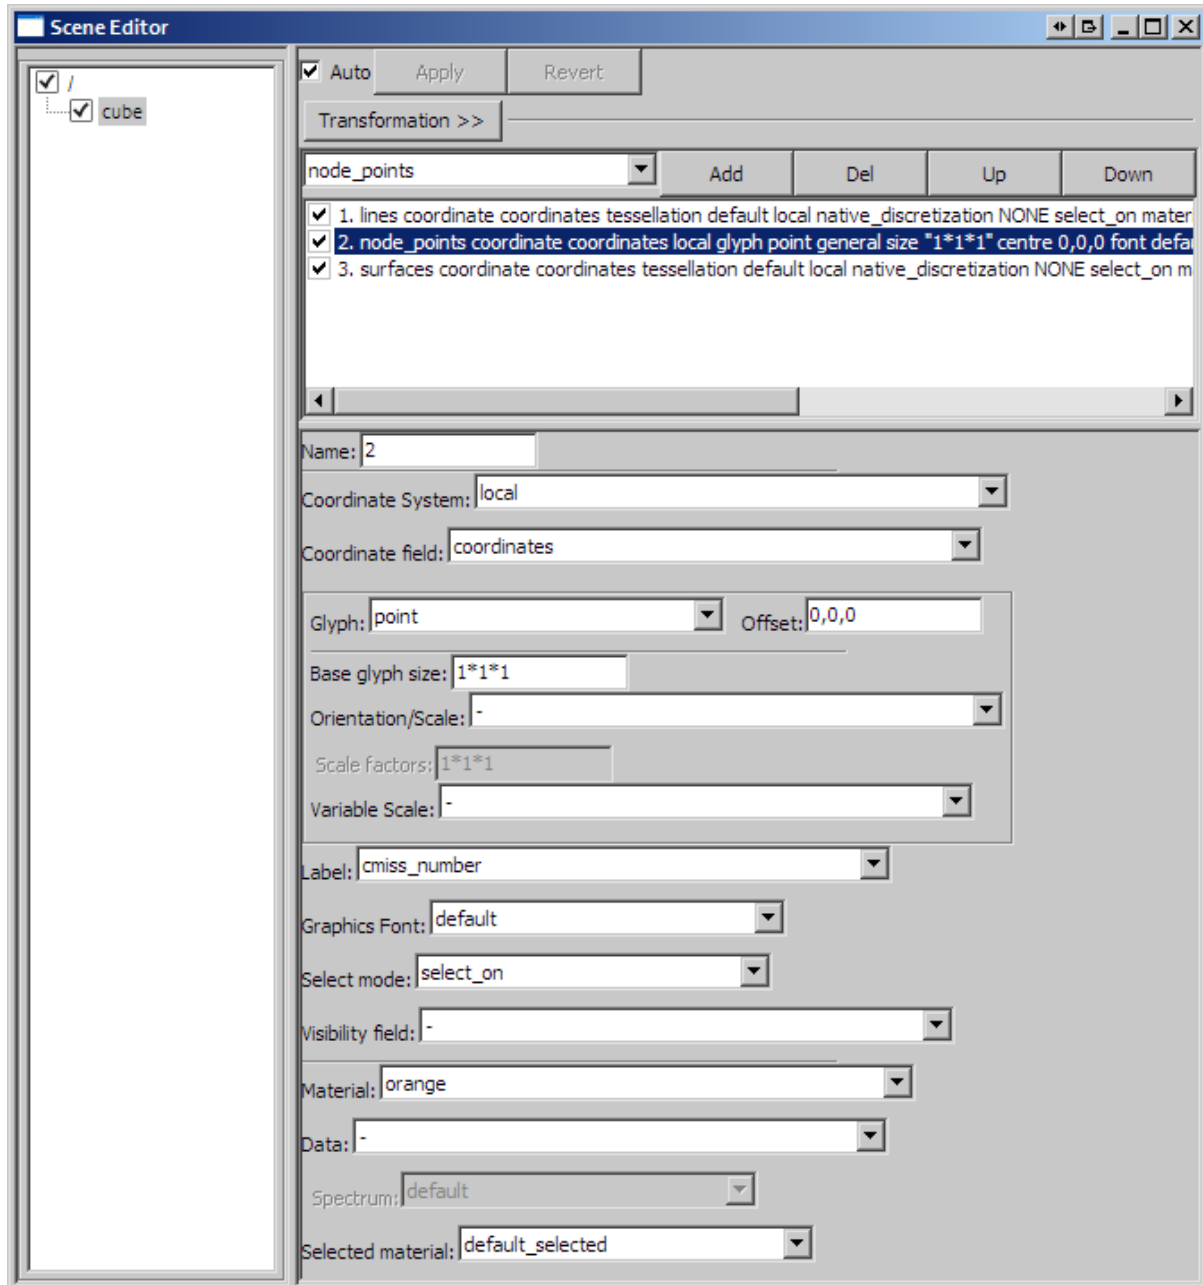 Scene Editor
/
cube
Auto Apply Revert
Transformation >>
node_points Add Del Up Down
1. lines coordinate coordinates tessellation default local native_discretization NONE select_on materi
2. node_points coordinate coordinates local glyph point general size "1*1*1" centre 0,0,0 font defau
3. surfaces coordinate coordinates tessellation default local native_discretization NONE select_on m
Name: 2
Coordinate System: local
Coordinate field: coordinates
Glyph: point Offset: 0,0,0
Base glyph size: 1*1*1
Orientation/Scale: -
Scale factors: 1*1*1
Variable Scale: -
Label: cmiss_number
Graphics Font: default
Select mode: select_on
Visibility field: -
Material: orange
Data: -
Spectrum: default
Selected material: default_selected